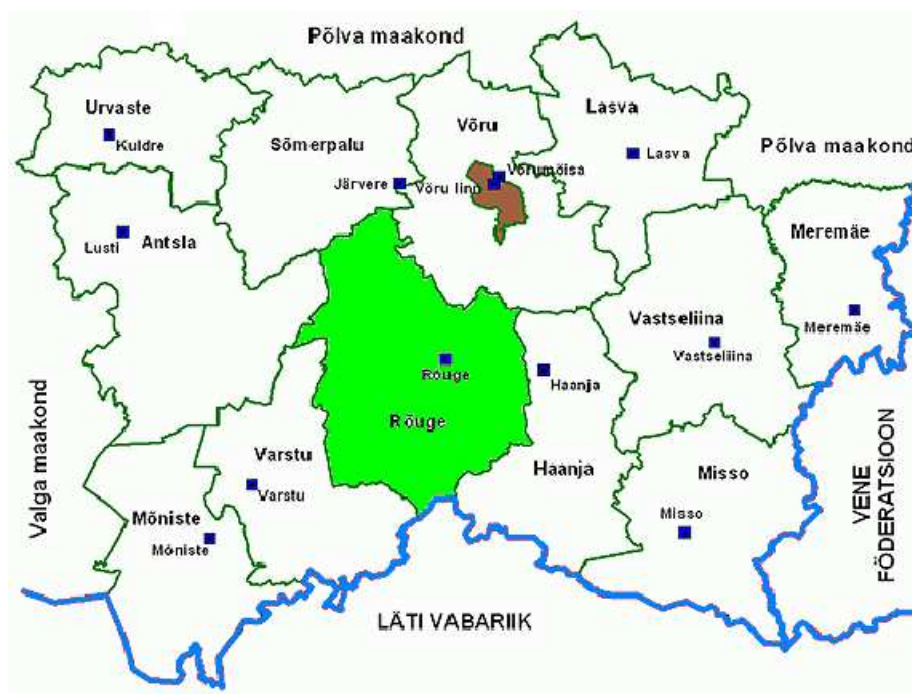 Põlva maakond
Urvaste
Kuldre
Sõmerpalu
Järvere
Võru
Võrumõisa
Võru linn
Lasva
Lasva
Põlva maakond
Lusti
Antsla
Meremäe
Meremäe
Vastseliina
Vastseliina
Rõuge
Rõuge
Haanja
Haanja
Varstu
Varstu
Mõniste
Mõniste
Misso
Misso
Valga maakond
VENE
FÖDERATSIOON
LÄTI VABARIIK